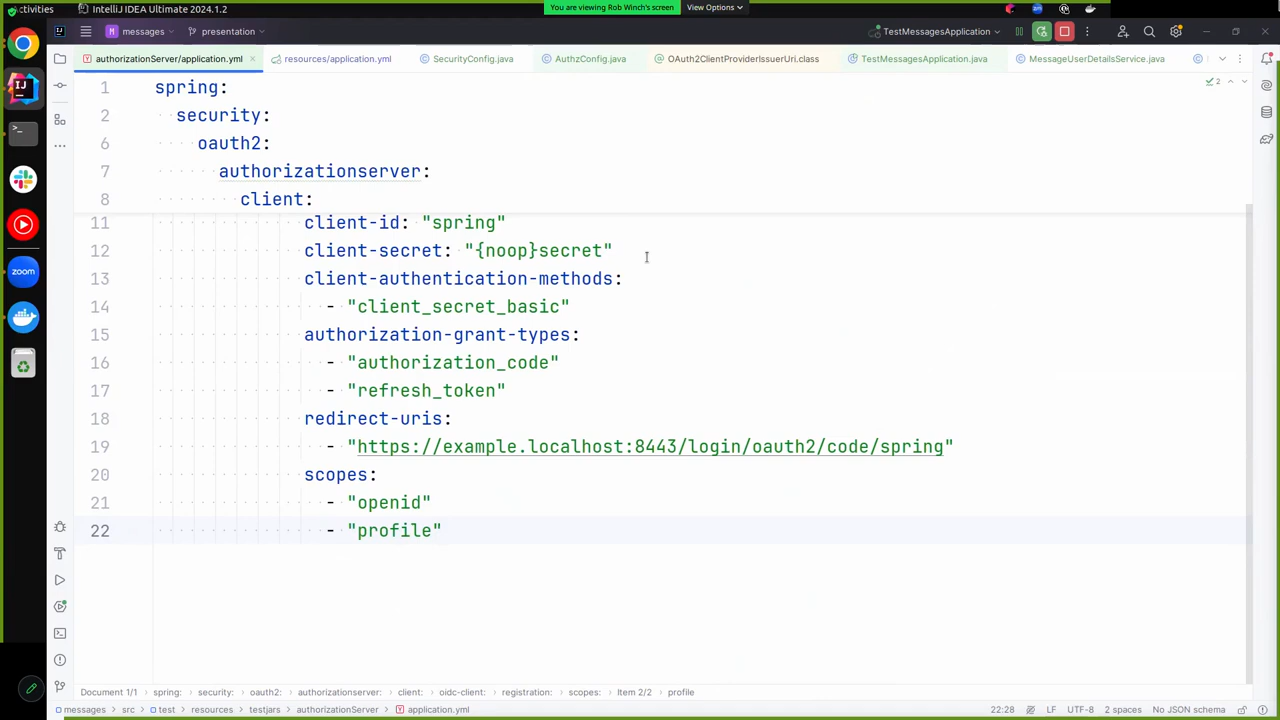 ctivities
IntelliJ IDEA Ultimate 2024.1.2
You are viewing Rob Winch's screen
View Options
messages
presentation
TestMessagesApplication
authorizationServer/application.yml
resources/application.yml
SecurityConfig.java
AuthzConfig.java
OAuth2ClientProviderIssuerUri.class
TestMessagesApplication.java
MessageUserDetailsService.java
1 spring:
2 security:
6 oauth2:
7 authorizationserver:
8 client:
11 client-id: "spring"
12 client-secret: "{noop}secret"
13 client-authentication-methods:
14 - "client_secret_basic"
15 authorization-grant-types:
16 - "authorization_code"
17 - "refresh_token"
18 redirect-uris:
19 - "https://example.localhost:8443/login/oauth2/code/spring"
20 scopes:
21 - "openid"
22 - "profile"
2
zoom
Document 1/1 spring: security: oauth2: authorizationserver: client: oidc-client: registration: scopes: Item 2/2 profile
messages src test resources testjars authorizationServer application.yml
22:28 LF UTF-8 2 spaces No JSON schema